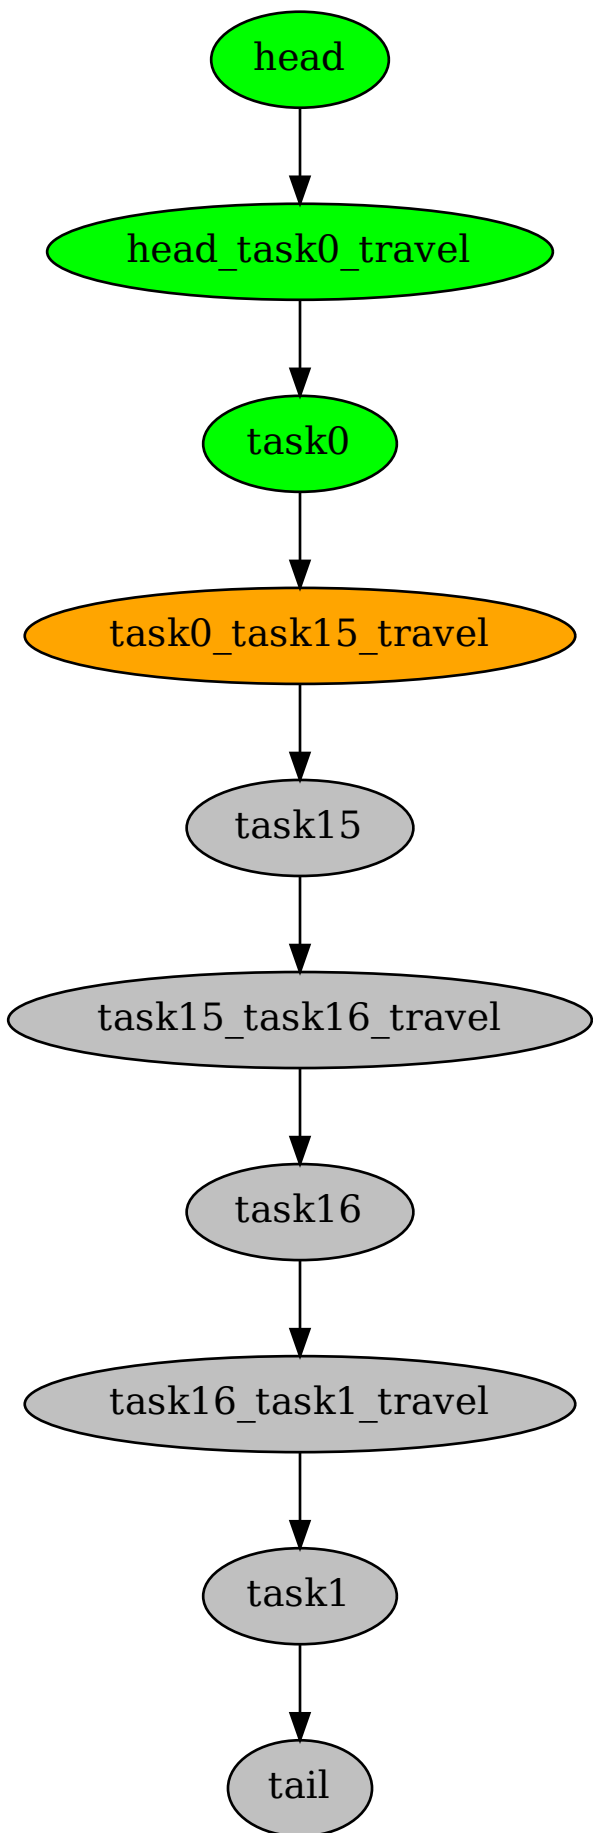 head
head_task0_travel
task0
task0_task15_travel
task15
task15_task16_travel
task16
task16_task1_travel
task1
tail